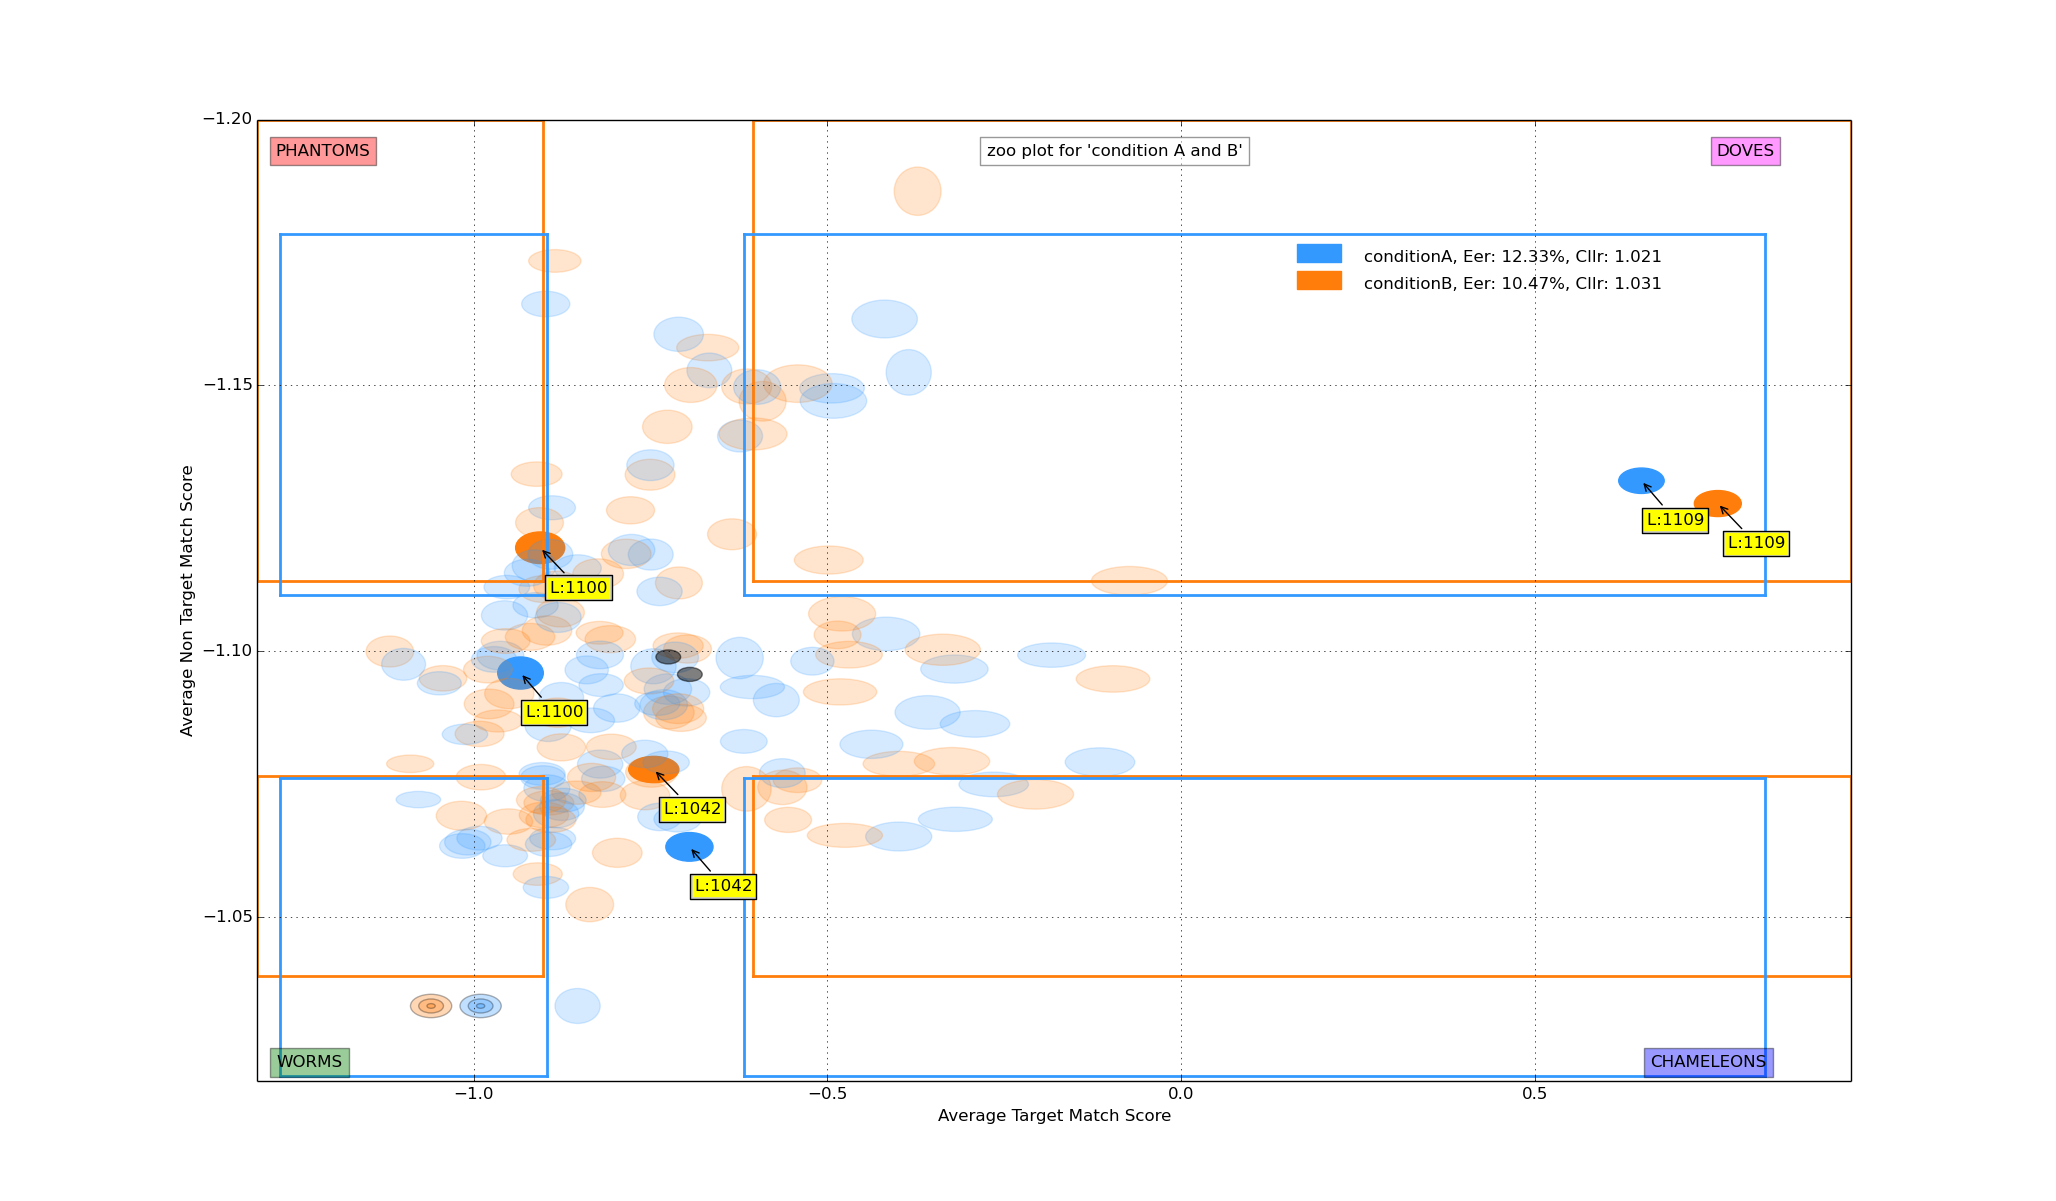 −1.20
PHANTOMS
zoo plot for 'condition A and B'
DOVES
conditionA, Eer: 12.33%, Cllr: 1.021
conditionB, Eer: 10.47%, Cllr: 1.031
−1.15
L:1109
L:1109
L:1100
−1.10
L:1100
Average Non Target Match Score
L:1042
L:1042
−1.05
WORMS
CHAMELEONS
−1.0
−0.5
0.0
0.5
Average Target Match Score